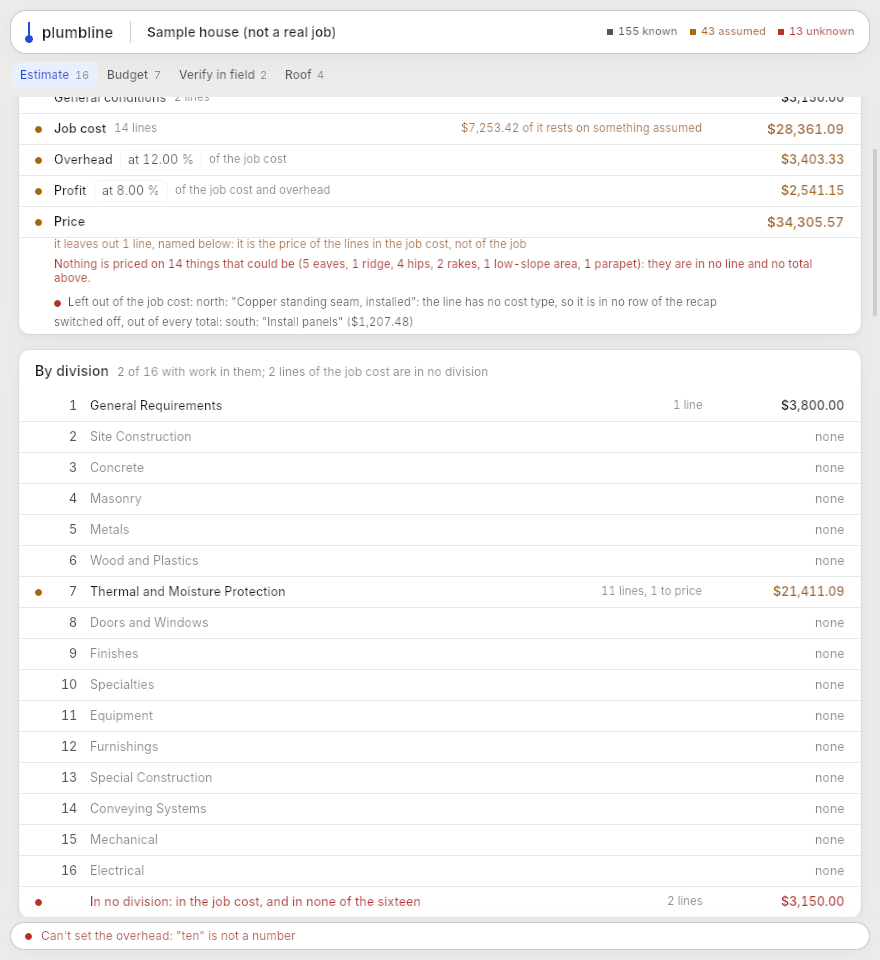 plumbline Sample house (not a real job) 155 known 43 assumed 13 unknown
Estimate 16 Budget 7 Verify in field 2 Roof 4
General conditions 2 lines $3,150.00
Job cost 14 lines $7,253.42 of it rests on something assumed $28,361.09
Overhead at 12.00 % of the job cost $3,403.33
Profit at 8.00 % of the job cost and overhead $2,541.15
Price $34,305.57
it leaves out 1 line, named below: it is the price of the lines in the job cost, not of the job
Nothing is priced on 14 things that could be (5 eaves, 1 ridge, 4 hips, 2 rakes, 1 low-slope area, 1 parapet): they are in no line and no total
above.
Left out of the job cost: north: "Copper standing seam, installed": the line has no cost type, so it is in no row of the recap
switched off, out of every total: south: "Install panels" ($1,207.48)
By division 2 of 16 with work in them; 2 lines of the job cost are in no division
1 General Requirements 1 line $3,800.00
2 Site Construction none
3 Concrete none
4 Masonry none
5 Metals none
6 Wood and Plastics none
7 Thermal and Moisture Protection 11 lines, 1 to price $21,411.09
8 Doors and Windows none
9 Finishes none
10 Specialties none
11 Equipment none
12 Furnishings none
13 Special Construction none
14 Conveying Systems none
15 Mechanical none
16 Electrical none
In no division: in the job cost, and in none of the sixteen 2 lines $3,150.00
Can't set the overhead: "ten" is not a number